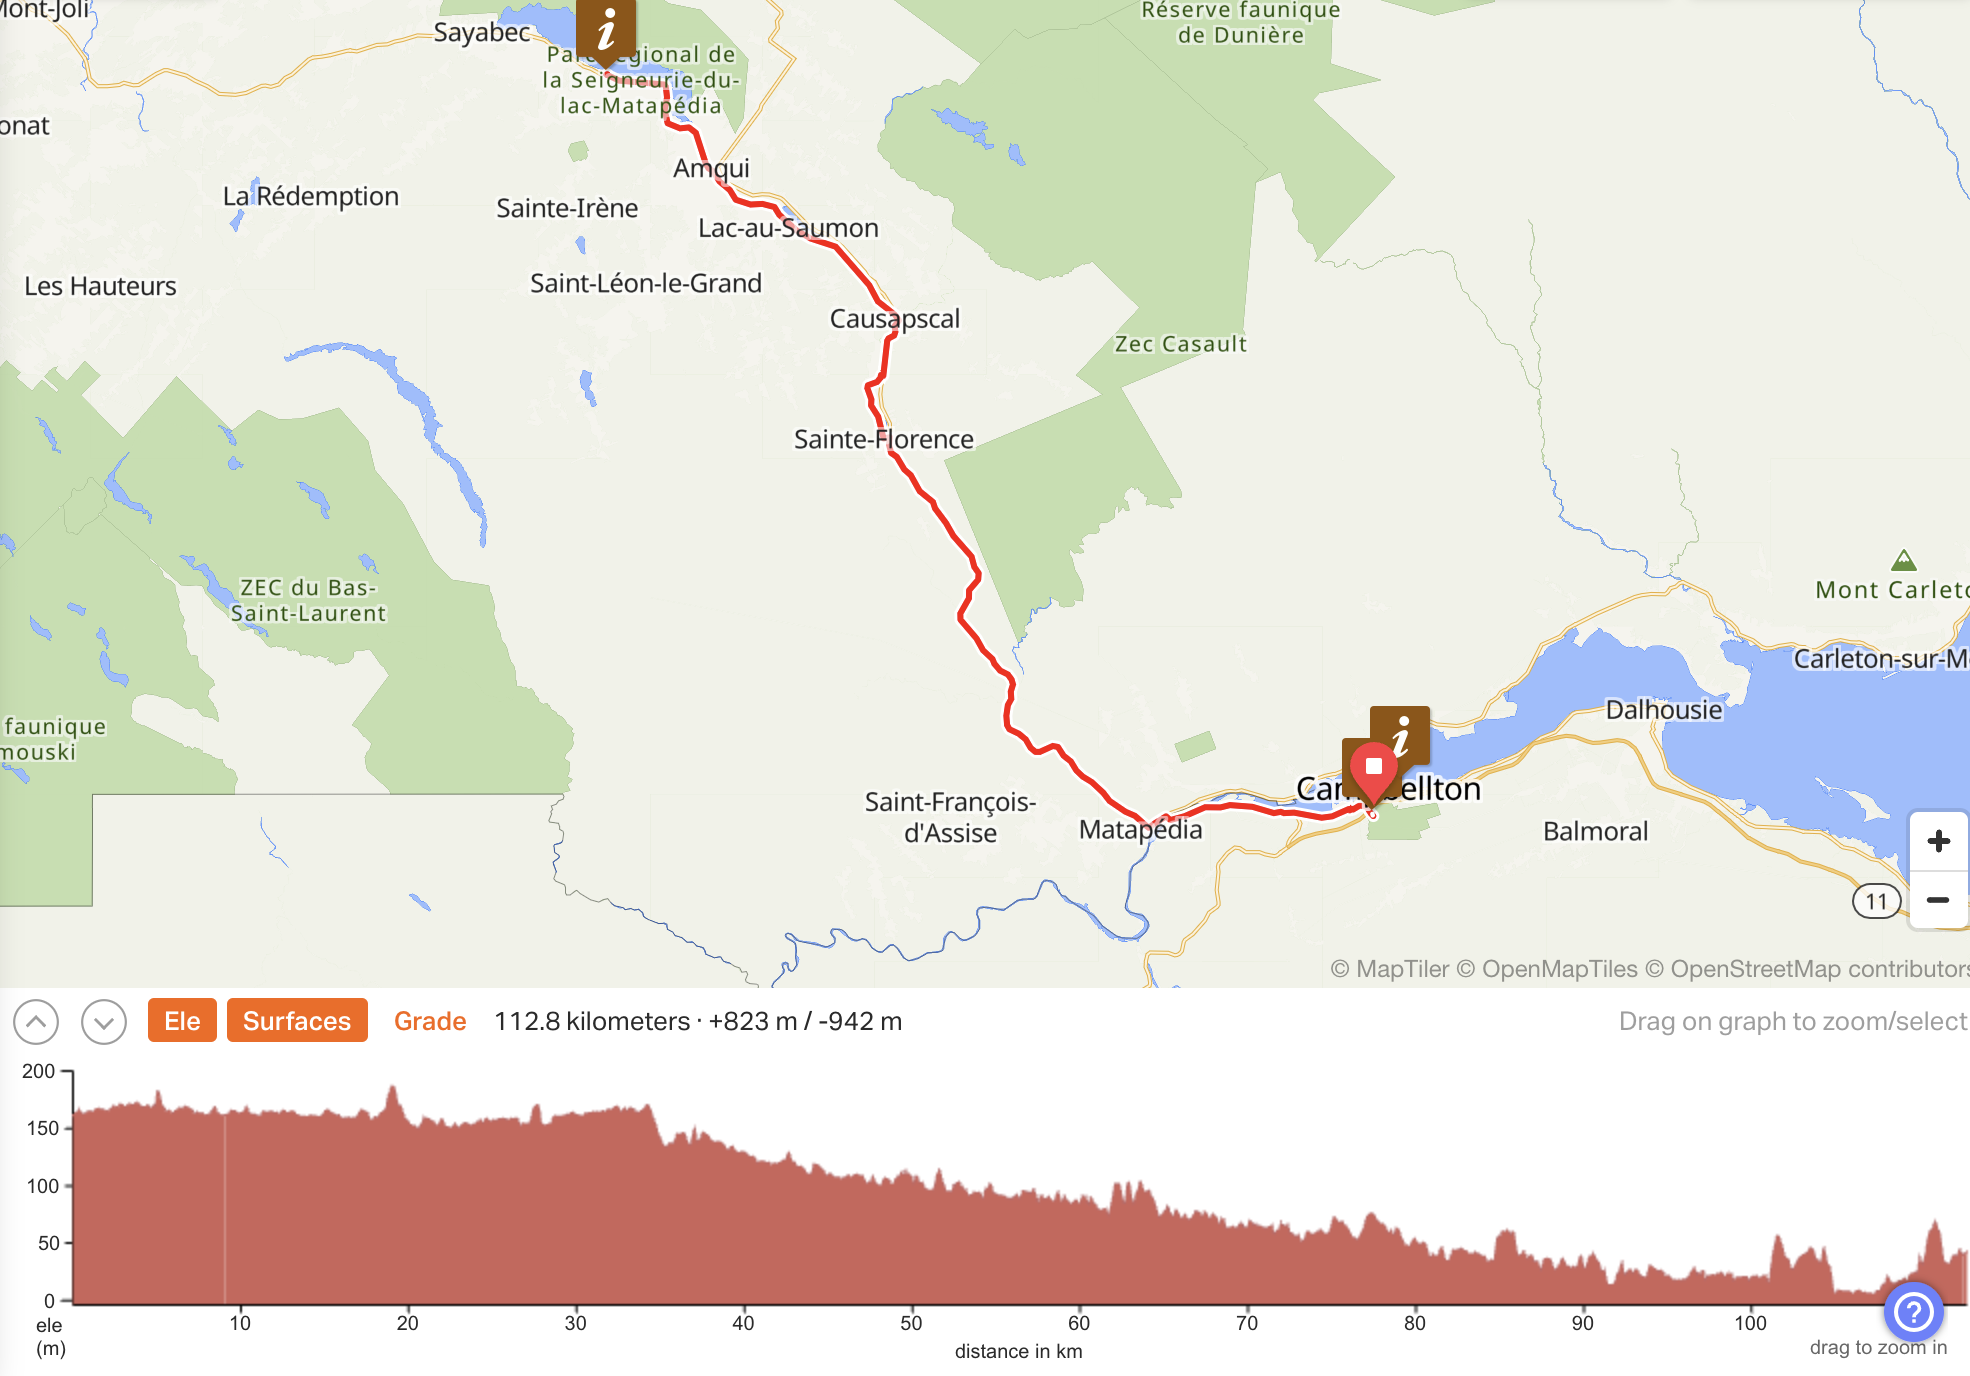 Mont-Joli
Sayabec
Réserve faunique
de Dunière
Parc régional de
la Seigneurie-du-
lac-Matapédia
onat
Amqui
La Rédemption
Sainte-Irène
Lac-au-Saumon
Saint-Léon-le-Grand
Les Hauteurs
Causapscal
Zec Casault
Sainte-Florence
ZEC du Bas-
Saint-Laurent
Mont Carleto
Carleton-sur-M
faunique
mouski
Dalhousie
Campbellton
Saint-François-
d'Assise
Matapédia
Balmoral
11
© MapTiler © OpenMapTiles © OpenStreetMap contributors
Ele Surfaces Grade 112.8 kilometers · +823 m / -942 m Drag on graph to zoom/select
200
150
100
50
0
ele
(m)
10 20 30 40 50 60 70 80 90 100
distance in km
drag to zoom in